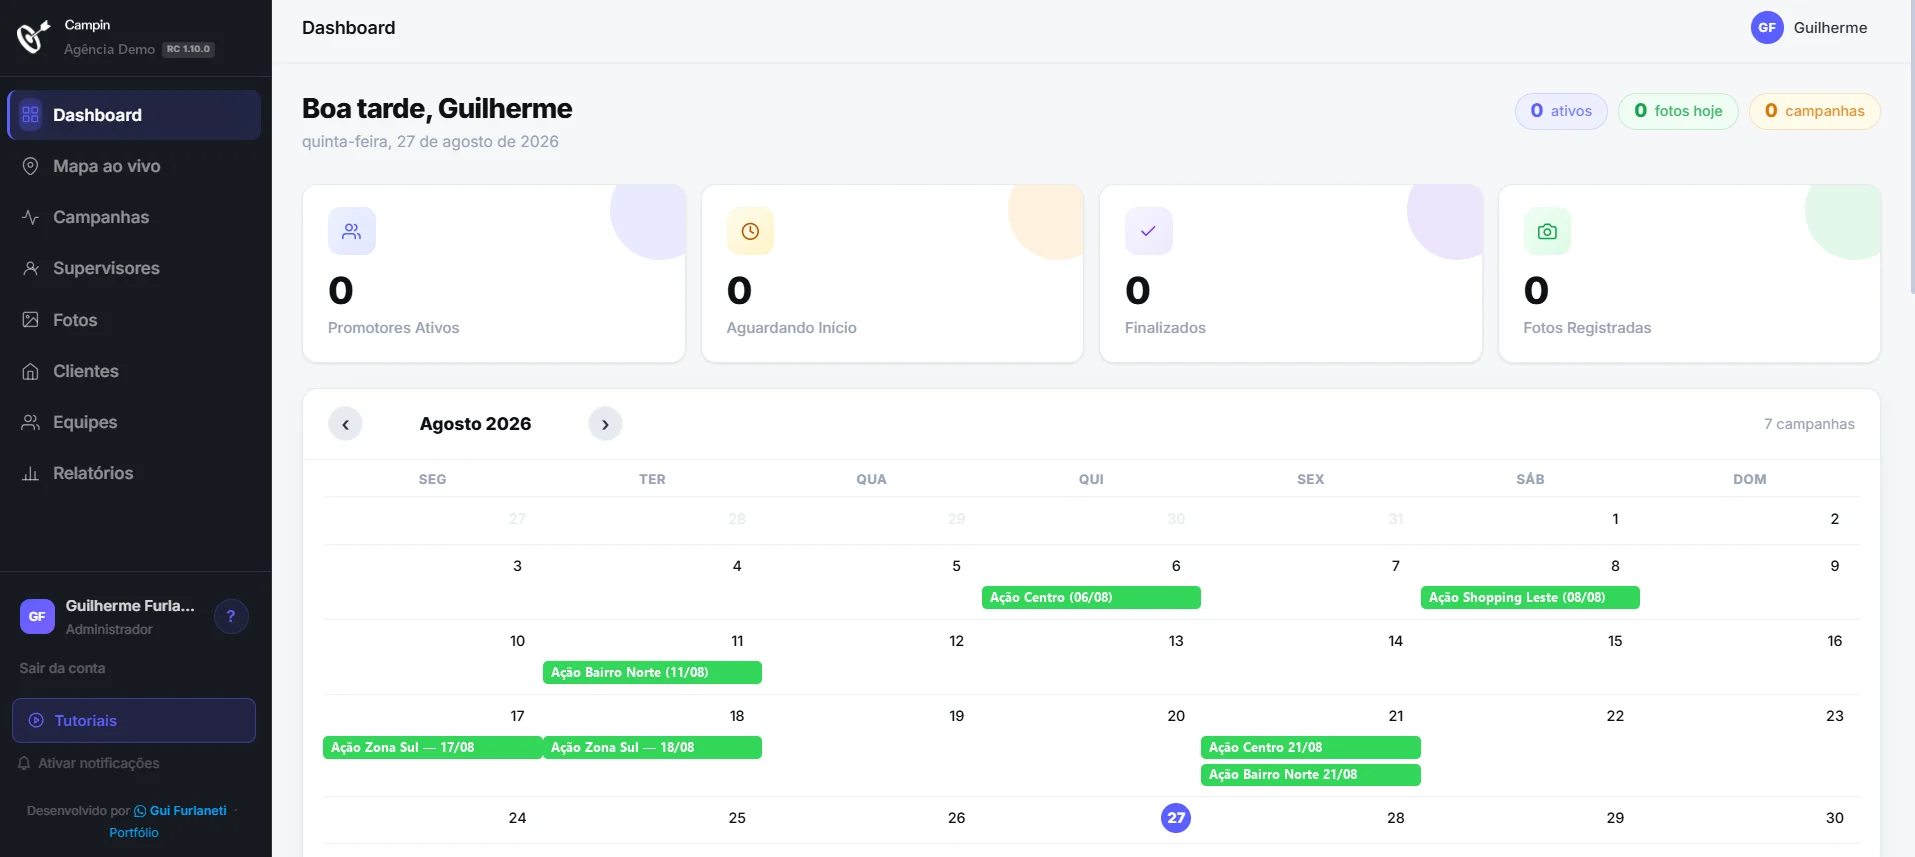 Campin
Agência Demo RC 1.10.0
Dashboard
Mapa ao vivo
Campanhas
Supervisores
Fotos
Clientes
Equipes
Relatórios
GF Guilherme Furla... ?
Administrador
Sair da conta
Tutoriais
Ativar notificações
Desenvolvido por Gui Furlaneti ·
Portfólio
Dashboard
GF Guilherme
Boa tarde, Guilherme
quinta-feira, 27 de agosto de 2026
0 ativos 0 fotos hoje 0 campanhas
0
Promotores Ativos
0
Aguardando Início
0
Finalizados
0
Fotos Registradas
‹ Agosto 2026 › 7 campanhas
SEG TER QUA QUI SEX SÁB DOM
27 28 29 30 31 1 2
3 4 5 6 7 8 9
Ação Centro (06/08) Ação Shopping Leste (08/08)
10 11 12 13 14 15 16
Ação Bairro Norte (11/08)
17 18 19 20 21 22 23
Ação Zona Sul — 17/08 Ação Zona Sul — 18/08 Ação Centro 21/08
Ação Bairro Norte 21/08
24 25 26 27 28 29 30